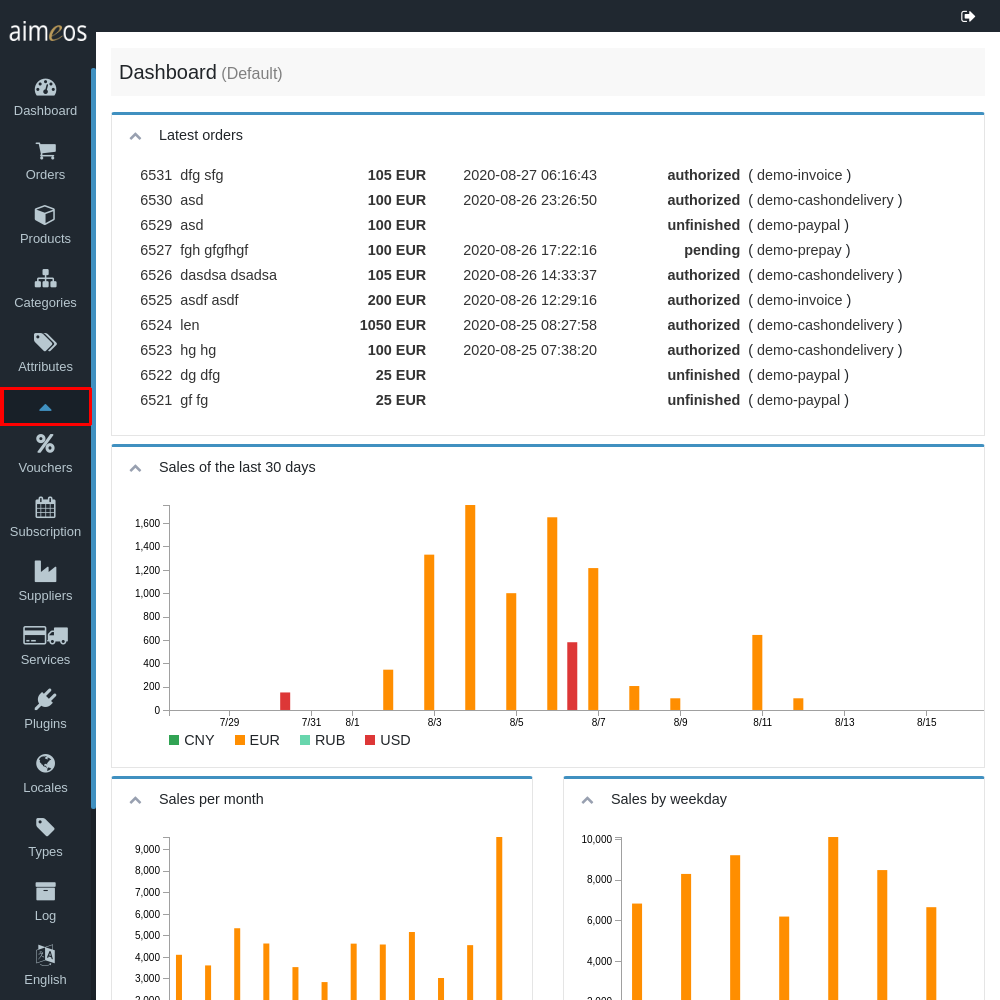 aimeos
Dashboard
Orders
Products
Categories
Attributes
Vouchers
Subscription
Suppliers
Services
Plugins
Locales
Types
Log
English
Dashboard (Default)
Latest orders
6531 dfg sfg 105 EUR 2020-08-27 06:16:43 authorized ( demo-invoice )
6530 asd 100 EUR 2020-08-26 23:26:50 authorized ( demo-cashondelivery )
6529 asd 100 EUR unfinished ( demo-paypal )
6527 fgh gfgfhgf 100 EUR 2020-08-26 17:22:16 pending ( demo-prepay )
6526 dasdsa dsadsa 105 EUR 2020-08-26 14:33:37 authorized ( demo-cashondelivery )
6525 asdf asdf 200 EUR 2020-08-26 12:29:16 authorized ( demo-invoice )
6524 len 1050 EUR 2020-08-25 08:27:58 authorized ( demo-cashondelivery )
6523 hg hg 100 EUR 2020-08-25 07:38:20 authorized ( demo-cashondelivery )
6522 dg dfg 25 EUR unfinished ( demo-paypal )
6521 gf fg 25 EUR unfinished ( demo-paypal )
Sales of the last 30 days
1,600
1,400
1,200
1,000
800
600
400
200
0
7/29 7/31 8/1 8/3 8/5 8/7 8/9 8/11 8/13 8/15
CNY EUR RUB USD
Sales per month
9,000
8,000
7,000
6,000
5,000
4,000
3,000
2,000
Sales by weekday
10,000
8,000
6,000
4,000
2,000